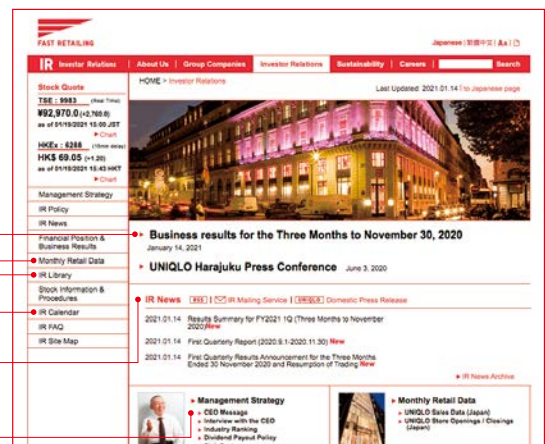 FAST RETAILING
Japanese | 繁體中文 | Aa |
IR Investor Relations | About Us | Group Companies | Investor Relations | Sustainability | Careers | Search
Stock Quote
TSE : 9983 (Real Time)
¥92,970.0 (+2,760.0)
as of 01/19/2021 15:00 JST
Chart
HKEx : 6288 (15min delay)
HK$ 69.05 (+1.20)
as of 01/19/2021 15:43 HKT
Chart
Management Strategy
IR Policy
IR News
Financial Position &
Business Results
Monthly Retail Data
IR Library
Stock Information &
Procedures
IR Calendar
IR FAQ
IR Site Map
HOME > Investor Relations
Last Updated: 2021.01.14 | to Japanese page
Business results for the Three Months to November 30, 2020
January 14, 2021
UNIQLO Harajuku Press Conference June 3, 2020
IR News RSS | IR Mailing Service | UNIQLO Domestic Press Release
2021.01.14 Results Summary for FY2021 1Q (Three Months to November
2020) New
2021.01.14 First Quarterly Report (2020.9.1-2020.11.30) New
2021.01.14 First Quarterly Results Announcement for the Three Months
Ended 30 November 2020 and Resumption of Trading New
IR News Archive
Management Strategy
CEO Message
Interview with the CEO
Industry Ranking
Dividend Payout Policy
Monthly Retail Data
UNIQLO Sales Data (Japan)
UNIQLO Store Openings / Closings
(Japan)